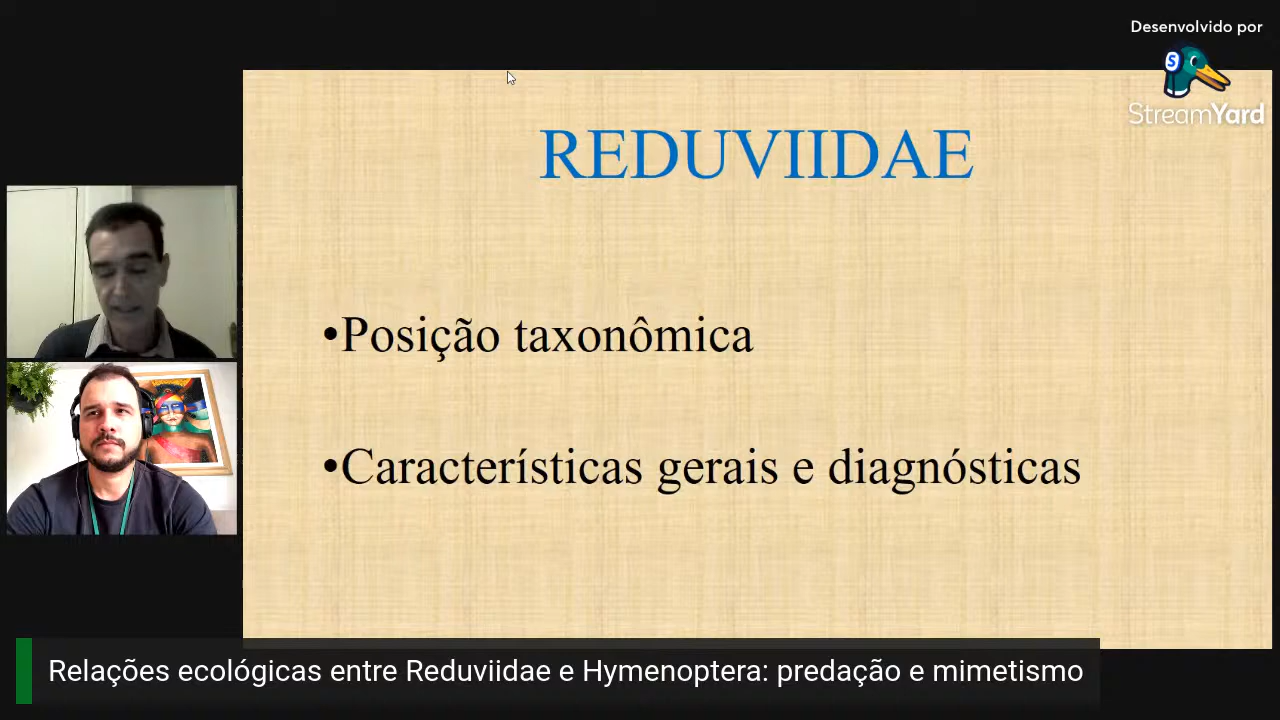 Desenvolvido por
StreamYard
REDUVIIDAE
•Posição taxonômica
•Características gerais e diagnósticas
Relações ecológicas entre Reduviidae e Hymenoptera: predação e mimetismo